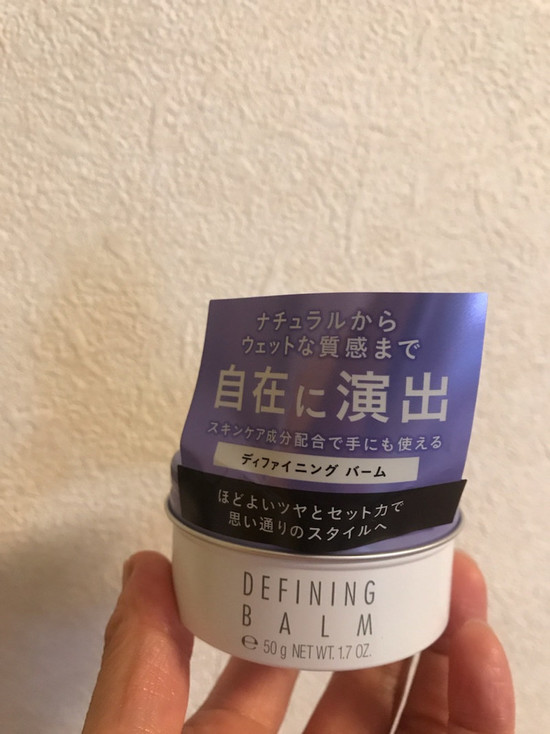 ナチュラルから
ウェットな質感まで
自在に演出
スキンケア成分配合で手にも使える
ディファイニング バーム
ほどよいツヤとセット力で
思い通りのスタイルへ
DEFINING
BALM
℮ 50 g NET WT. 1.7 OZ.